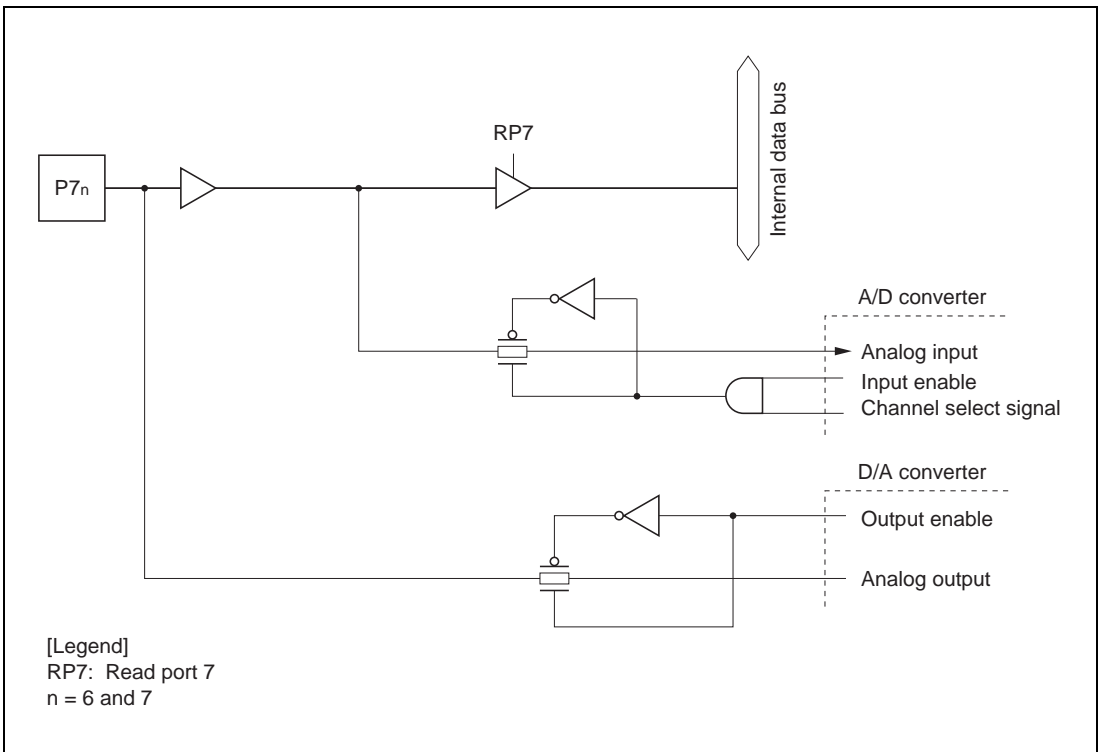 RP7
P7n
Internal data bus
A/D converter
Analog input
Input enable
Channel select signal
D/A converter
Output enable
Analog output
[Legend]
RP7: Read port 7
n = 6 and 7